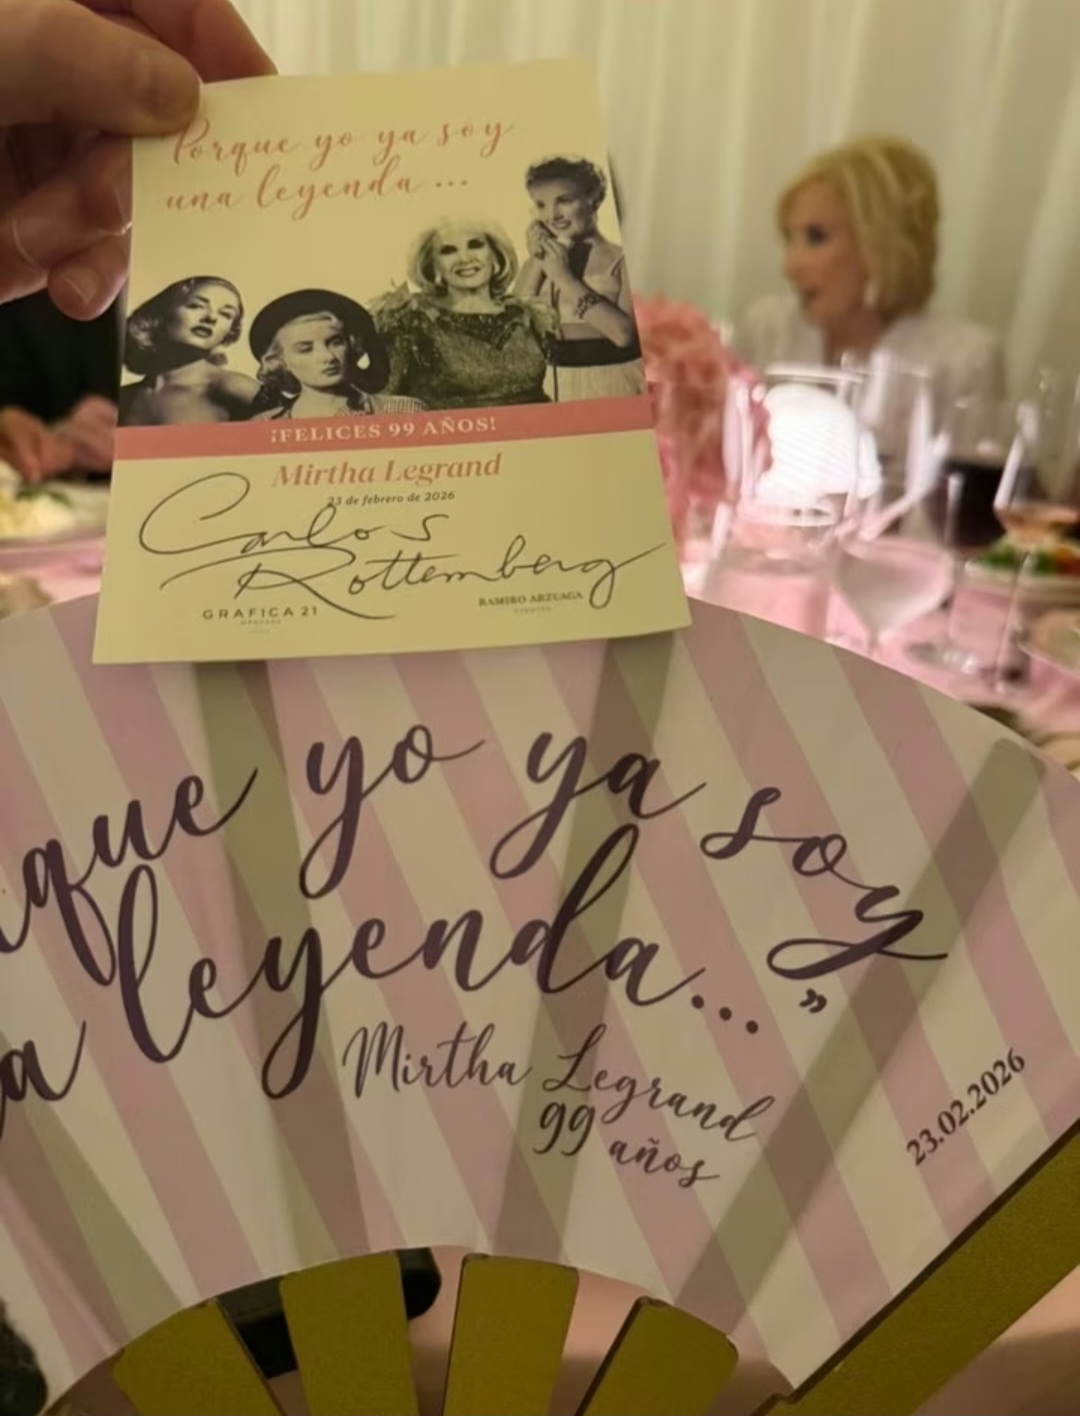 Porque yo ya soy
una leyenda ...
¡FELICES 99 AÑOS!
Mirtha Legrand
23 de febrero de 2026
Carlos
Rottemberg
GRAFICA 21
RAMIRO ARZUAGA
que yo ya soy
a leyenda..."
Mirtha Legrand
99 años
23.02.2026